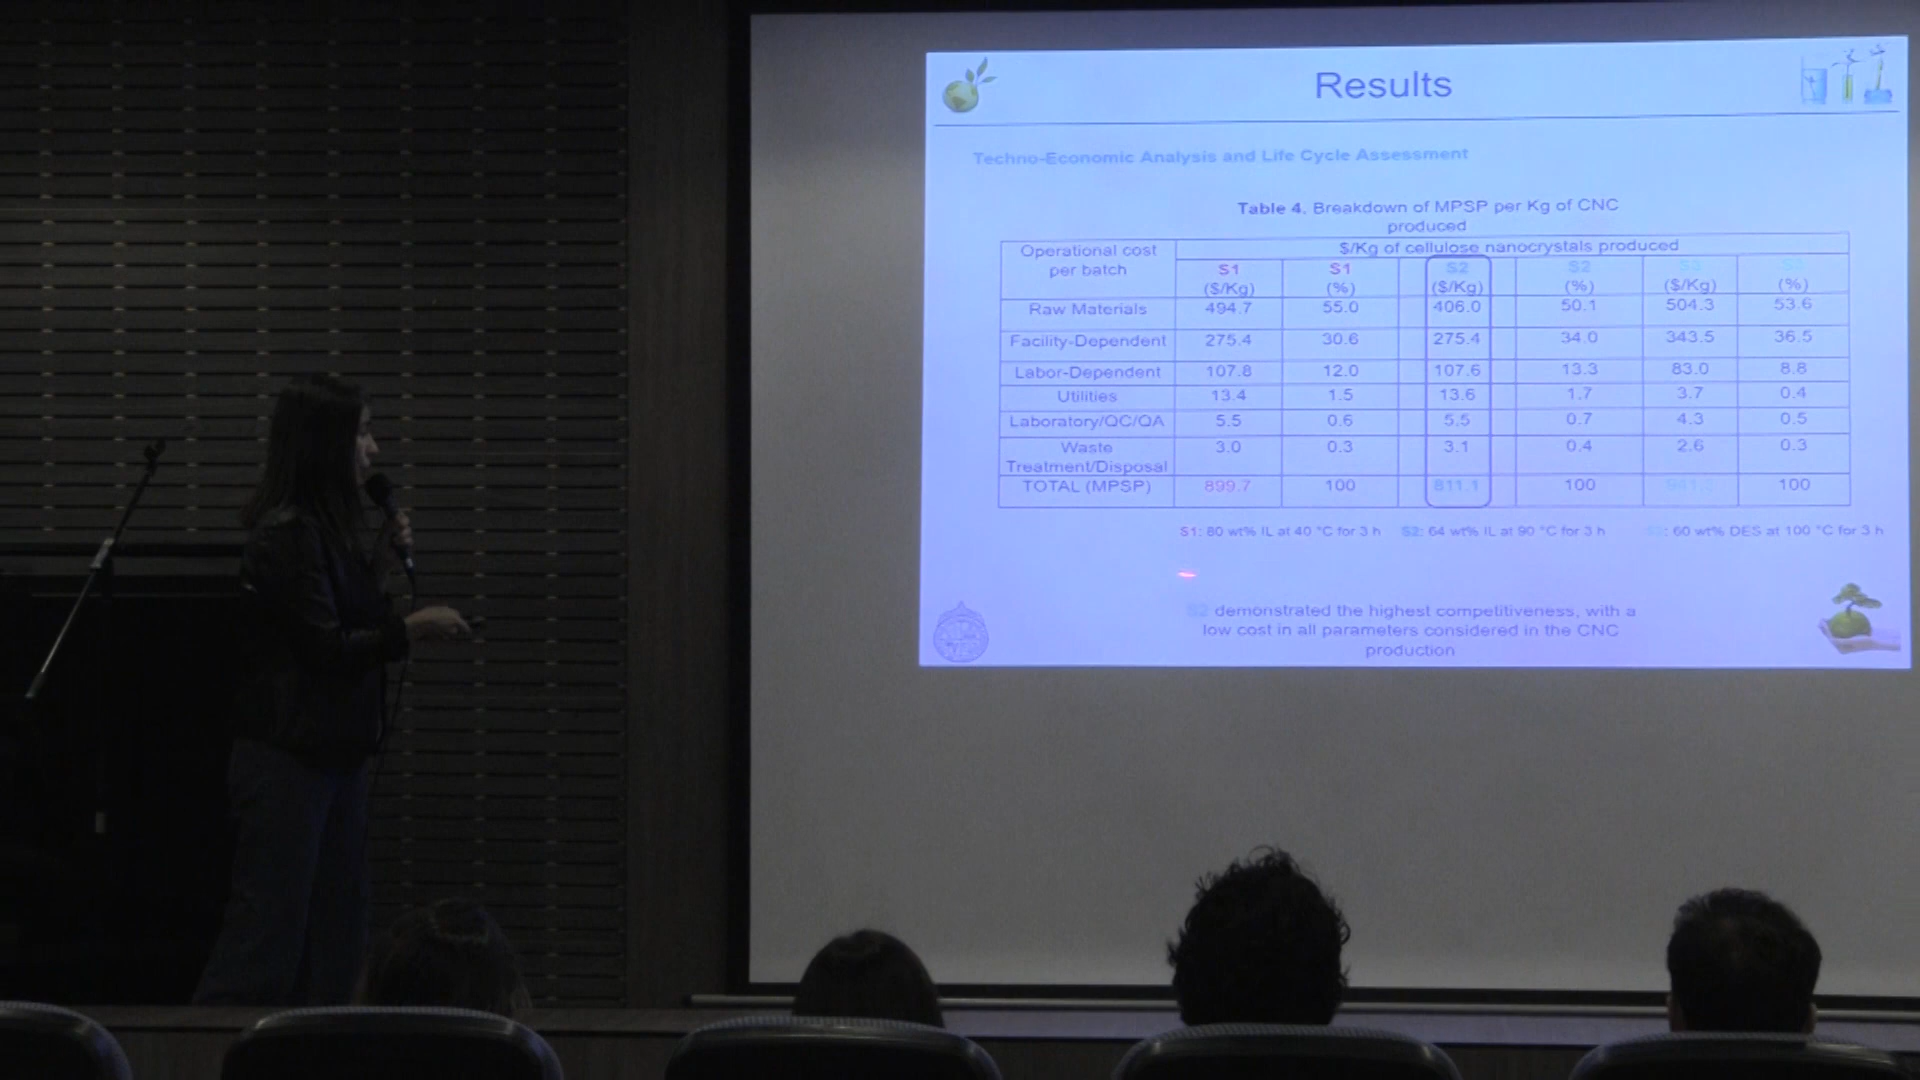 Results
Techno-Economic Analysis and Life Cycle Assessment
Table 4. Breakdown of MPSP per Kg of CNC
produced
Operational cost
per batch
$/Kg of cellulose nanocrystals produced
S1 S1 S2 S2 S3
($/Kg) (%) ($/Kg) (%) ($/Kg) (%)
Raw Materials 494.7 55.0 406.0 50.1 504.3 53.6
Facility-Dependent 275.4 30.6 275.4 34.0 343.5 36.5
Labor-Dependent 107.8 12.0 107.6 13.3 83.0 8.8
Utilities 13.4 1.5 13.6 1.7 3.7 0.4
Laboratory/QC/QA 5.5 0.6 5.5 0.7 4.3 0.5
Waste
Treatment/Disposal 3.0 0.3 3.1 0.4 2.6 0.3
TOTAL (MPSP) 899.7 100 811.1 100 100
S1: 80 wt% IL at 40 °C for 3 h S2: 64 wt% IL at 90 °C for 3 h : 60 wt% DES at 100 °C for 3 h
S2 demonstrated the highest competitiveness, with a
low cost in all parameters considered in the CNC
production